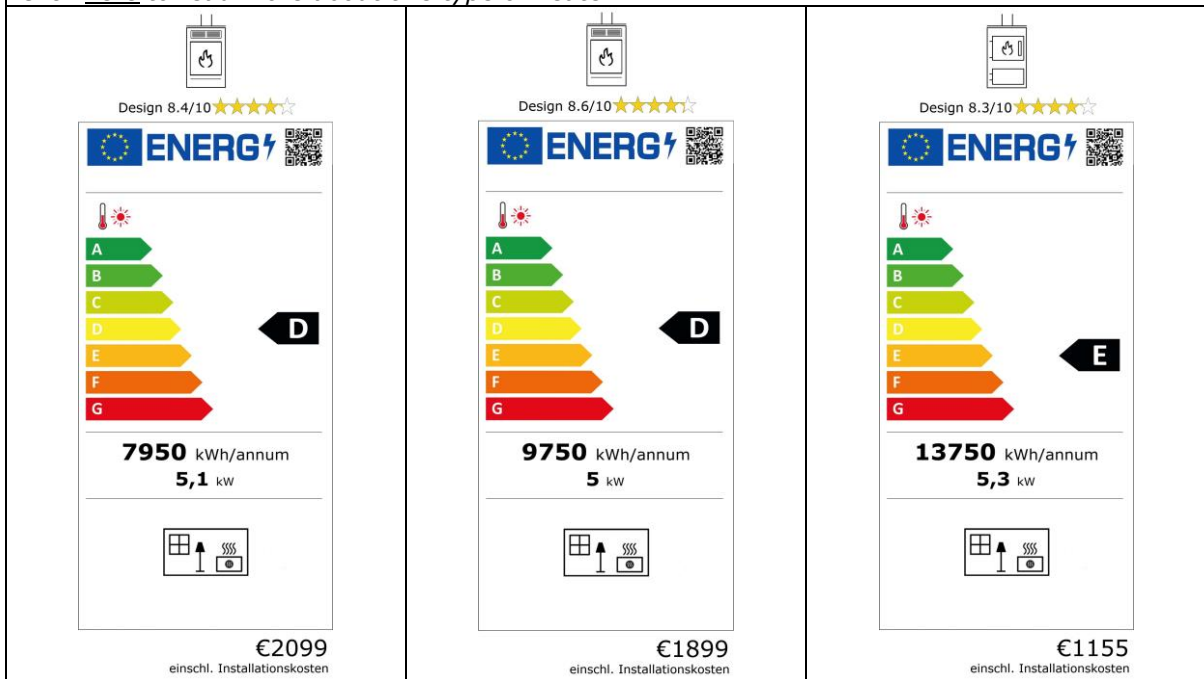 Design 8.4/10
ENERG
A
B
C
D
E
F
G
D
7950 kWh/annum
5,1 kW
€2099
einschl. Installationskosten
Design 8.6/10
ENERG
A
B
C
D
E
F
G
D
9750 kWh/annum
5 kW
€1899
einschl. Installationskosten
Design 8.3/10
ENERG
A
B
C
D
E
F
G
E
13750 kWh/annum
5,3 kW
€1155
einschl. Installationskosten